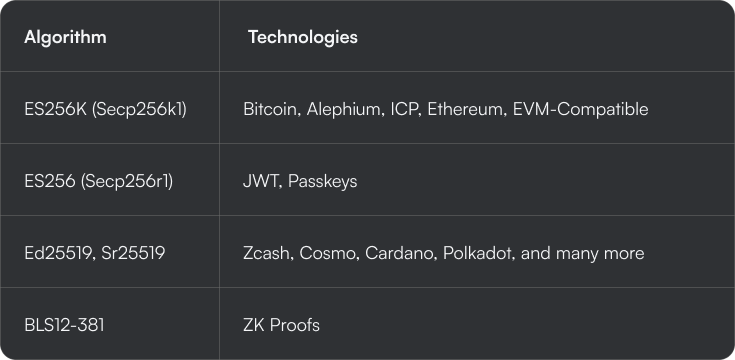 Algorithm Technologies
ES256K (Secp256k1) Bitcoin, Alephium, ICP, Ethereum, EVM-Compatible
ES256 (Secp256r1) JWT, Passkeys
Ed25519, Sr25519 Zcash, Cosmo, Cardano, Polkadot, and many more
BLS12-381 ZK Proofs